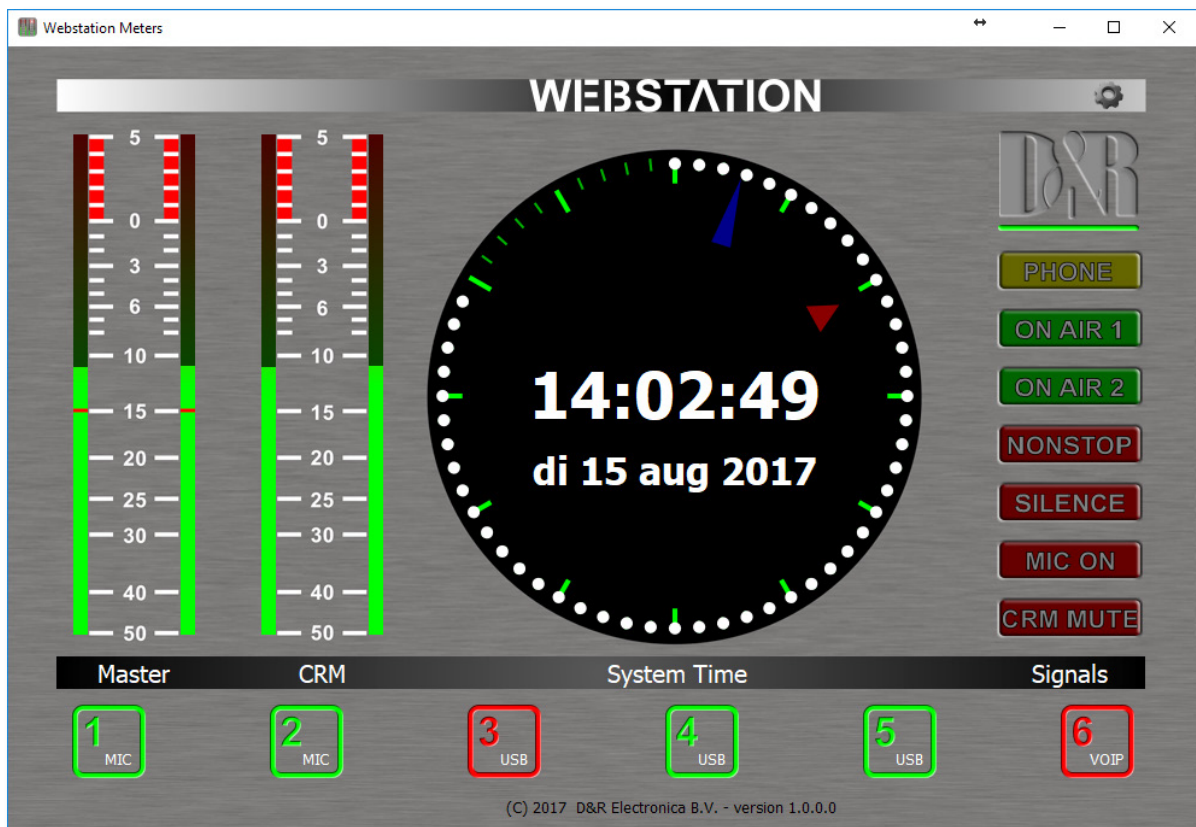 Webstation Meters
WEBSTATION
D&R
5 5
0 0
3 3
6 6
10 10
15 15
20 20
25 25
30 30
40 40
50 50
14:02:49
di 15 aug 2017
PHONE
ON AIR 1
ON AIR 2
NONSTOP
SILENCE
MIC ON
CRM MUTE
Master CRM System Time Signals
1 MIC
2 MIC
3 USB
4 USB
5 USB
6 VOIP
(C) 2017 D&R Electronica B.V. - version 1.0.0.0